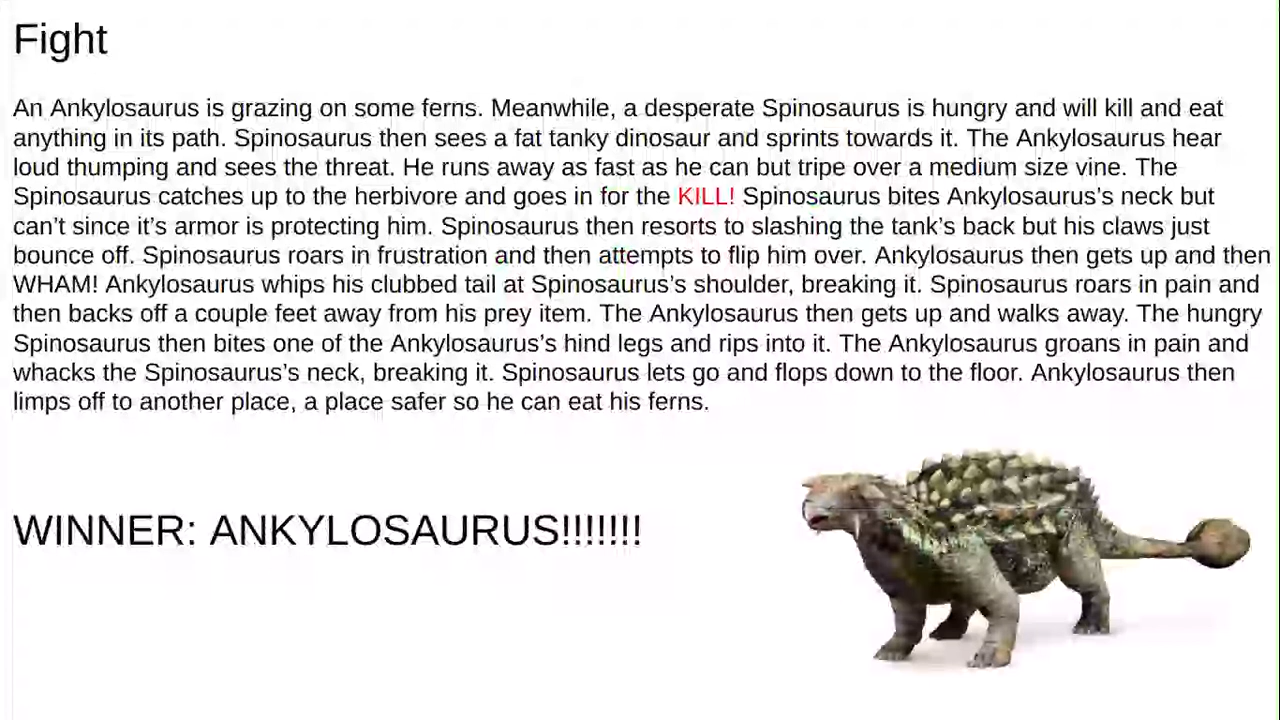 Fight
An Ankylosaurus is grazing on some ferns. Meanwhile, a desperate Spinosaurus is hungry and will kill and eat
anything in its path. Spinosaurus then sees a fat tanky dinosaur and sprints towards it. The Ankylosaurus hear
loud thumping and sees the threat. He runs away as fast as he can but tripe over a medium size vine. The
Spinosaurus catches up to the herbivore and goes in for the KILL! Spinosaurus bites Ankylosaurus’s neck but
can’t since it’s armor is protecting him. Spinosaurus then resorts to slashing the tank’s back but his claws just
bounce off. Spinosaurus roars in frustration and then attempts to flip him over. Ankylosaurus then gets up and then
WHAM! Ankylosaurus whips his clubbed tail at Spinosaurus’s shoulder, breaking it. Spinosaurus roars in pain and
then backs off a couple feet away from his prey item. The Ankylosaurus then gets up and walks away. The hungry
Spinosaurus then bites one of the Ankylosaurus’s hind legs and rips into it. The Ankylosaurus groans in pain and
whacks the Spinosaurus’s neck, breaking it. Spinosaurus lets go and flops down to the floor. Ankylosaurus then
limps off to another place, a place safer so he can eat his ferns.
WINNER: ANKYLOSAURUS!!!!!!!